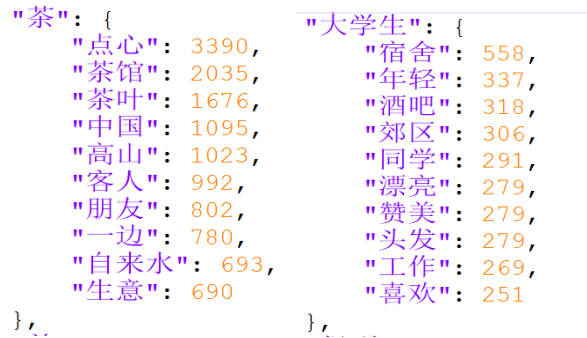 "茶": {
"点心": 3390,
"茶馆": 2035,
"茶叶": 1676,
"中国": 1095,
"高山": 1023,
"客人": 992,
"朋友": 802,
"一边": 780,
"自来水": 693,
"生意": 690
},
"大学生": {
"宿舍": 558,
"年轻": 337,
"酒吧": 318,
"郊区": 306,
"同学": 291,
"漂亮": 279,
"赞美": 279,
"头发": 279,
"工作": 269,
"喜欢": 251
},